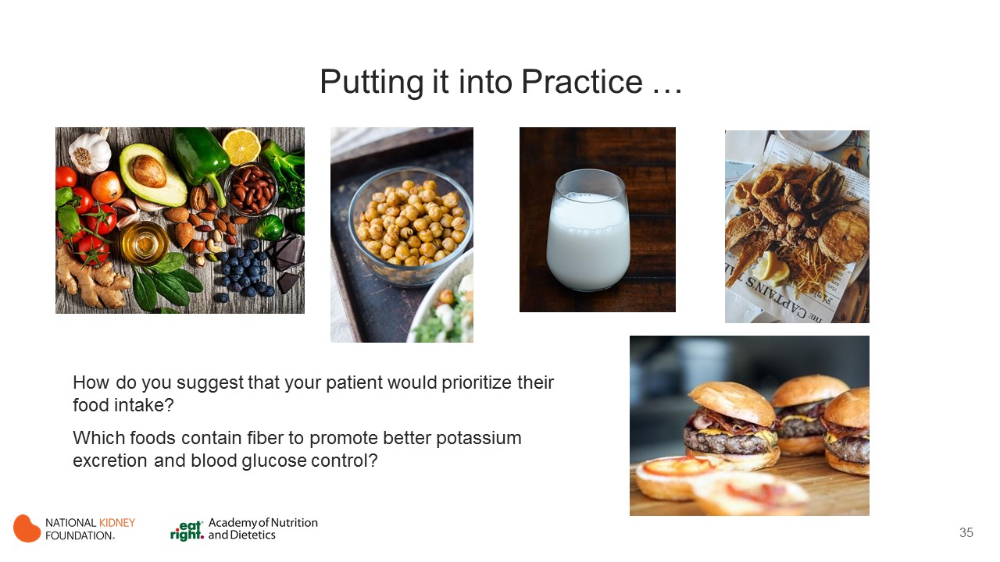 Putting it into Practice …
THE CAPTAIN'S TA
How do you suggest that your patient would prioritize their
food intake?
Which foods contain fiber to promote better potassium
excretion and blood glucose control?
NATIONAL KIDNEY
FOUNDATION®
eat
right.
Academy of Nutrition
and Dietetics
35